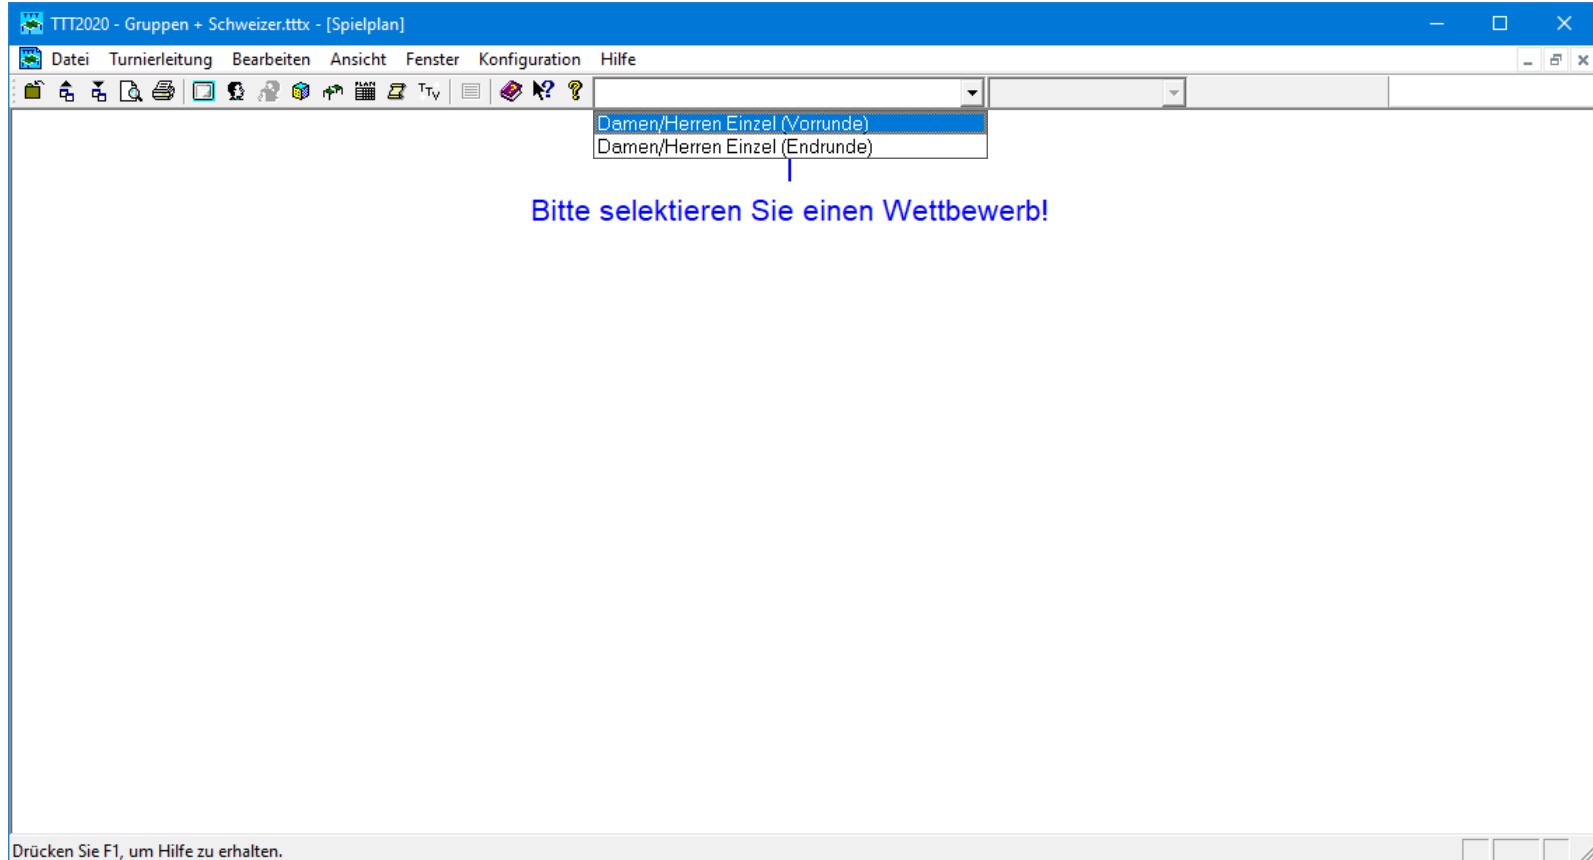 TTT2020 - Gruppen + Schweizer.tttx - [Spielplan]
Datei Turnierleitung Bearbeiten Ansicht Fenster Konfiguration Hilfe
Damen/Herren Einzel (Vorrunde)
Damen/Herren Einzel (Endrunde)
Bitte selektieren Sie einen Wettbewerb!
Drücken Sie F1, um Hilfe zu erhalten.